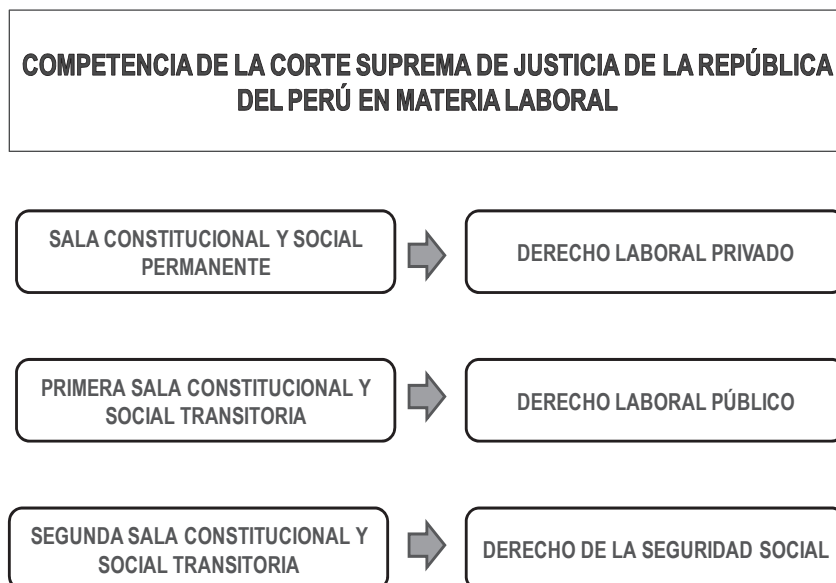 COMPETENCIA DE LA CORTE SUPREMA DE JUSTICIA DE LA REPÚBLICA
DEL PERÚ EN MATERIA LABORAL
SALA CONSTITUCIONAL Y SOCIAL
PERMANENTE
DERECHO LABORAL PRIVADO
PRIMERA SALA CONSTITUCIONAL Y
SOCIAL TRANSITORIA
DERECHO LABORAL PÚBLICO
SEGUNDA SALA CONSTITUCIONAL Y
SOCIAL TRANSITORIA
DERECHO DE LA SEGURIDAD SOCIAL